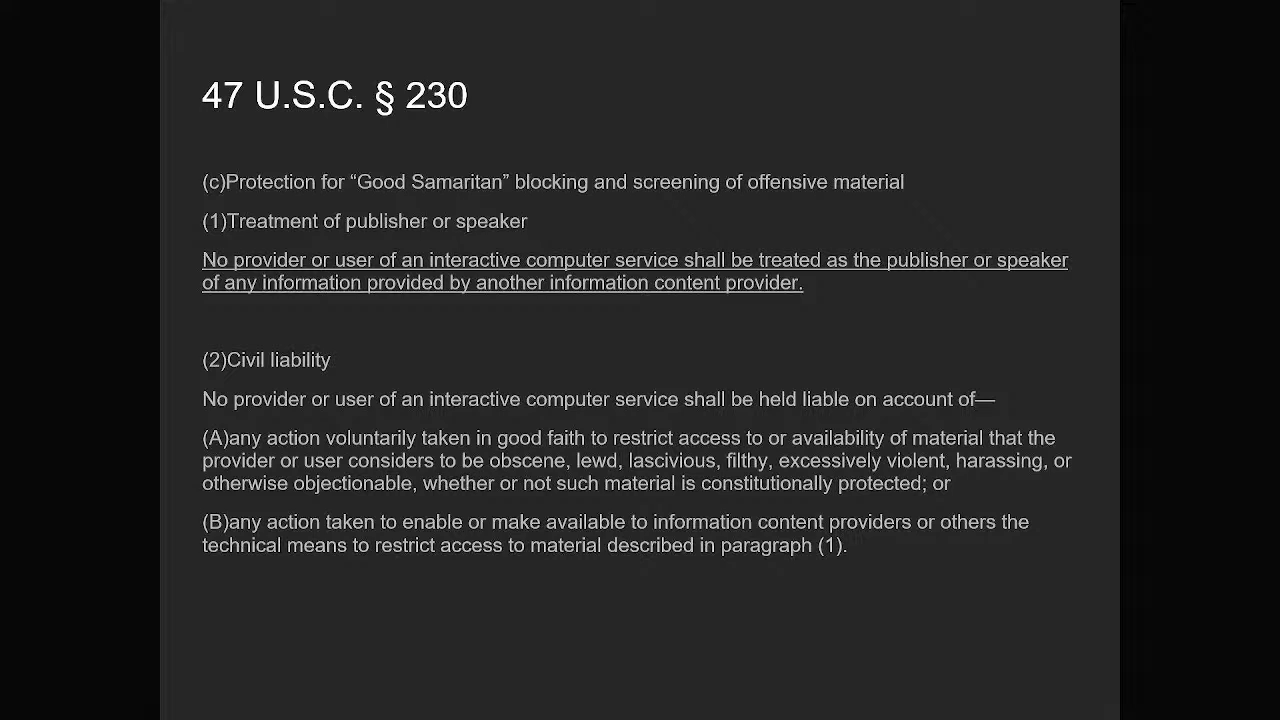 47 U.S.C. § 230
(c)Protection for “Good Samaritan” blocking and screening of offensive material
(1)Treatment of publisher or speaker
No provider or user of an interactive computer service shall be treated as the publisher or speaker
of any information provided by another information content provider.
(2)Civil liability
No provider or user of an interactive computer service shall be held liable on account of—
(A)any action voluntarily taken in good faith to restrict access to or availability of material that the
provider or user considers to be obscene, lewd, lascivious, filthy, excessively violent, harassing, or
otherwise objectionable, whether or not such material is constitutionally protected; or
(B)any action taken to enable or make available to information content providers or others the
technical means to restrict access to material described in paragraph (1).